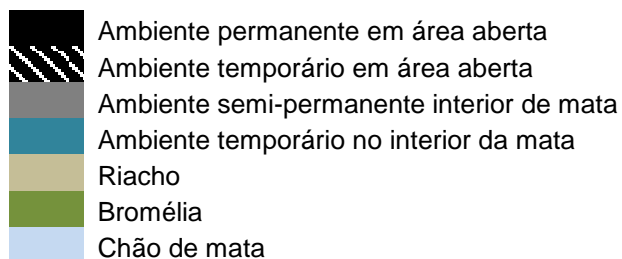 Ambiente permanente em área aberta
Ambiente temporário em área aberta
Ambiente semi-permanente interior de mata
Ambiente temporário no interior da mata
Riacho
Bromélia
Chão de mata